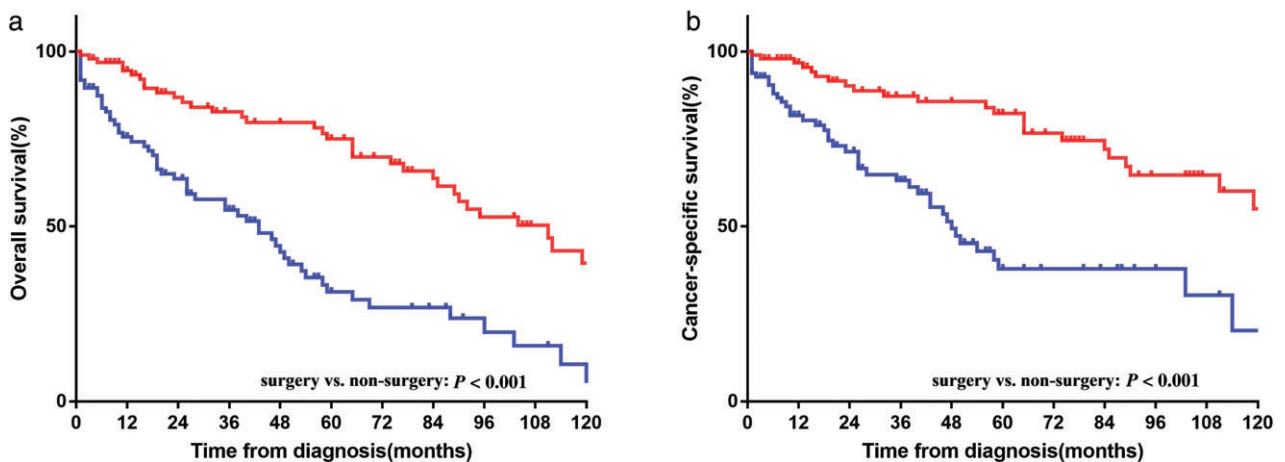 a
Overall survival(%)
100
50
0
surgery vs. non-surgery: P < 0.001
0 12 24 36 48 60 72 84 96 108 120
Time from diagnosis(months)
b
Cancer-specific survival(%)
100
50
0
surgery vs. non-surgery: P < 0.001
0 12 24 36 48 60 72 84 96 108 120
Time from diagnosis(months)